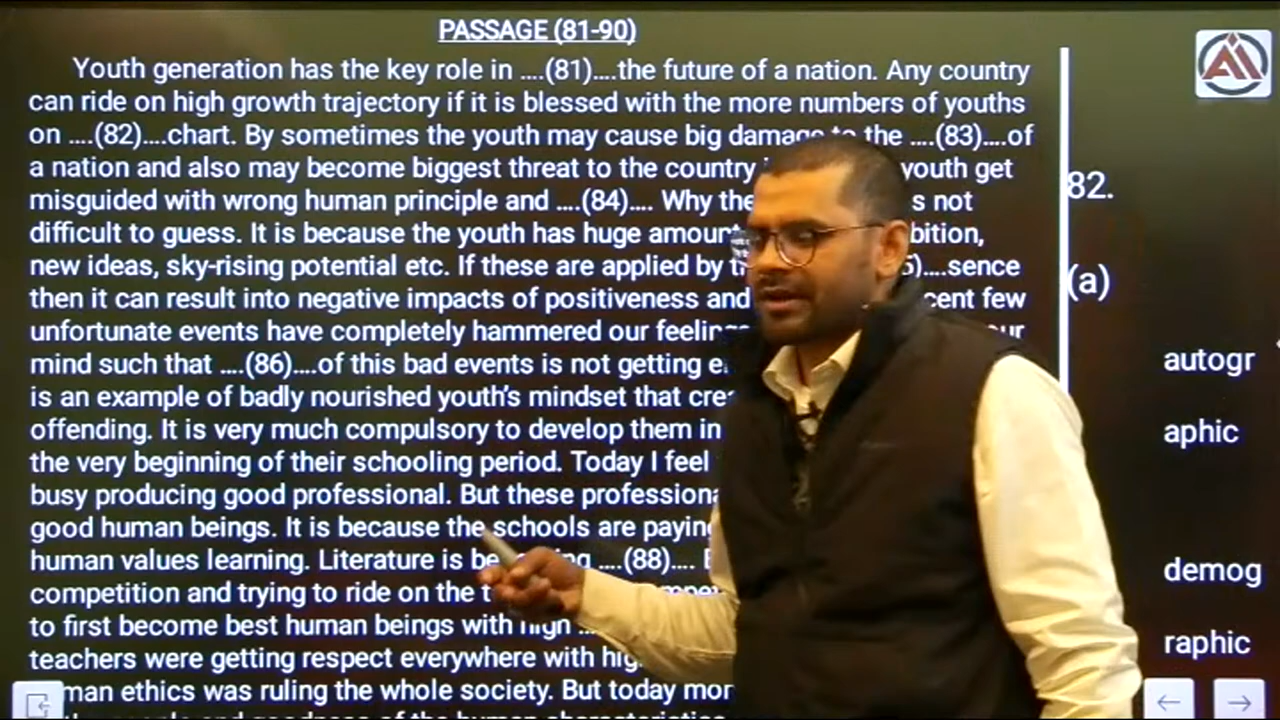 PASSAGE (81-90)
Youth generation has the key role in ....(81)....the future of a nation. Any country
can ride on high growth trajectory if it is blessed with the more numbers of youths
on ....(82)....chart. By sometimes the youth may cause big damage to the ....(83)....of
a nation and also may become biggest threat to the country youth get
misguided with wrong human principle and ....(84).... Why the s not
difficult to guess. It is because the youth has huge amount bition,
new ideas, sky-rising potential etc. If these are applied by )....sence
then it can result into negative impacts of positiveness and cent few
unfortunate events have completely hammered our feelings our
mind such that ....(86)....of this bad events is not getting
is an example of badly nourished youth's mindset that
offending. It is very much compulsory to develop them in
the very beginning of their schooling period. Today I feel
busy producing good professional. But these
good human beings. It is because the schools are paying
human values learning. Literature is ....(88)....
competition and trying to ride on the
to first become best human beings with high
teachers were getting respect everywhere with
man ethics was ruling the whole society. But today
82.
(a)
autogr
aphic
demog
raphic